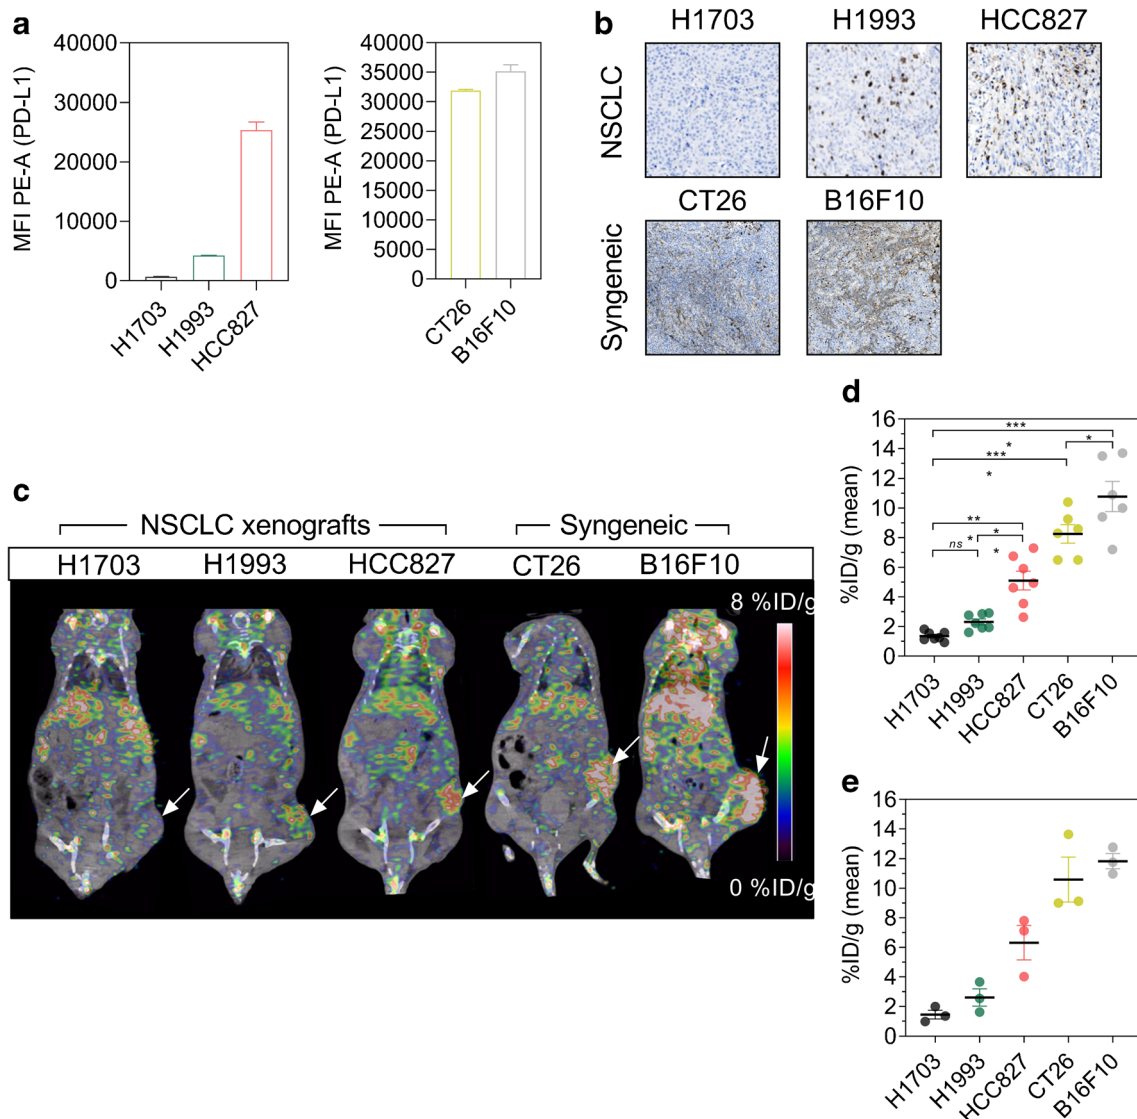 a
MFI PE-A (PD-L1)
40000
30000
20000
10000
0
H1703
H1993
HCC827
MFI PE-A (PD-L1)
40000
35000
30000
25000
20000
15000
10000
5000
0
CT26
B16F10
b
H1703
H1993
HCC827
NSCLC
CT26
B16F10
Syngeneic
c
NSCLC xenografts
Syngeneic
H1703
H1993
HCC827
CT26
B16F10
8 %ID/g
0 %ID/g
d
%ID/g (mean)
16
14
12
10
8
6
4
2
0
***
*
*
***
*
**
*
*
ns
*
H1703
H1993
HCC827
CT26
B16F10
e
%ID/g (mean)
16
14
12
10
8
6
4
2
0
H1703
H1993
HCC827
CT26
B16F10